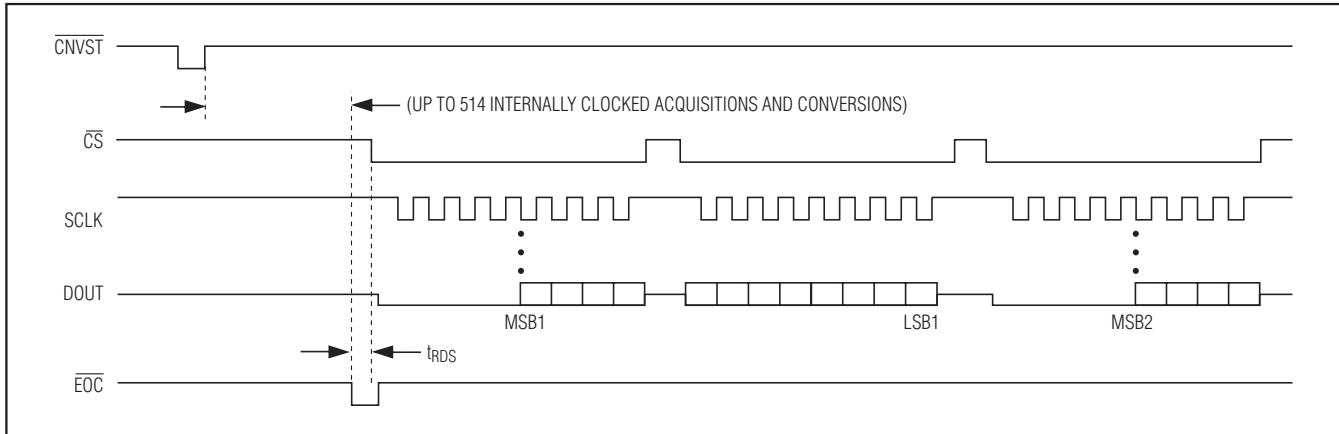 CNVST
(UP TO 514 INTERNALLY CLOCKED ACQUISITIONS AND CONVERSIONS)
CS
SCLK
DOUT
MSB1 LSB1 MSB2
tRDS
EOC